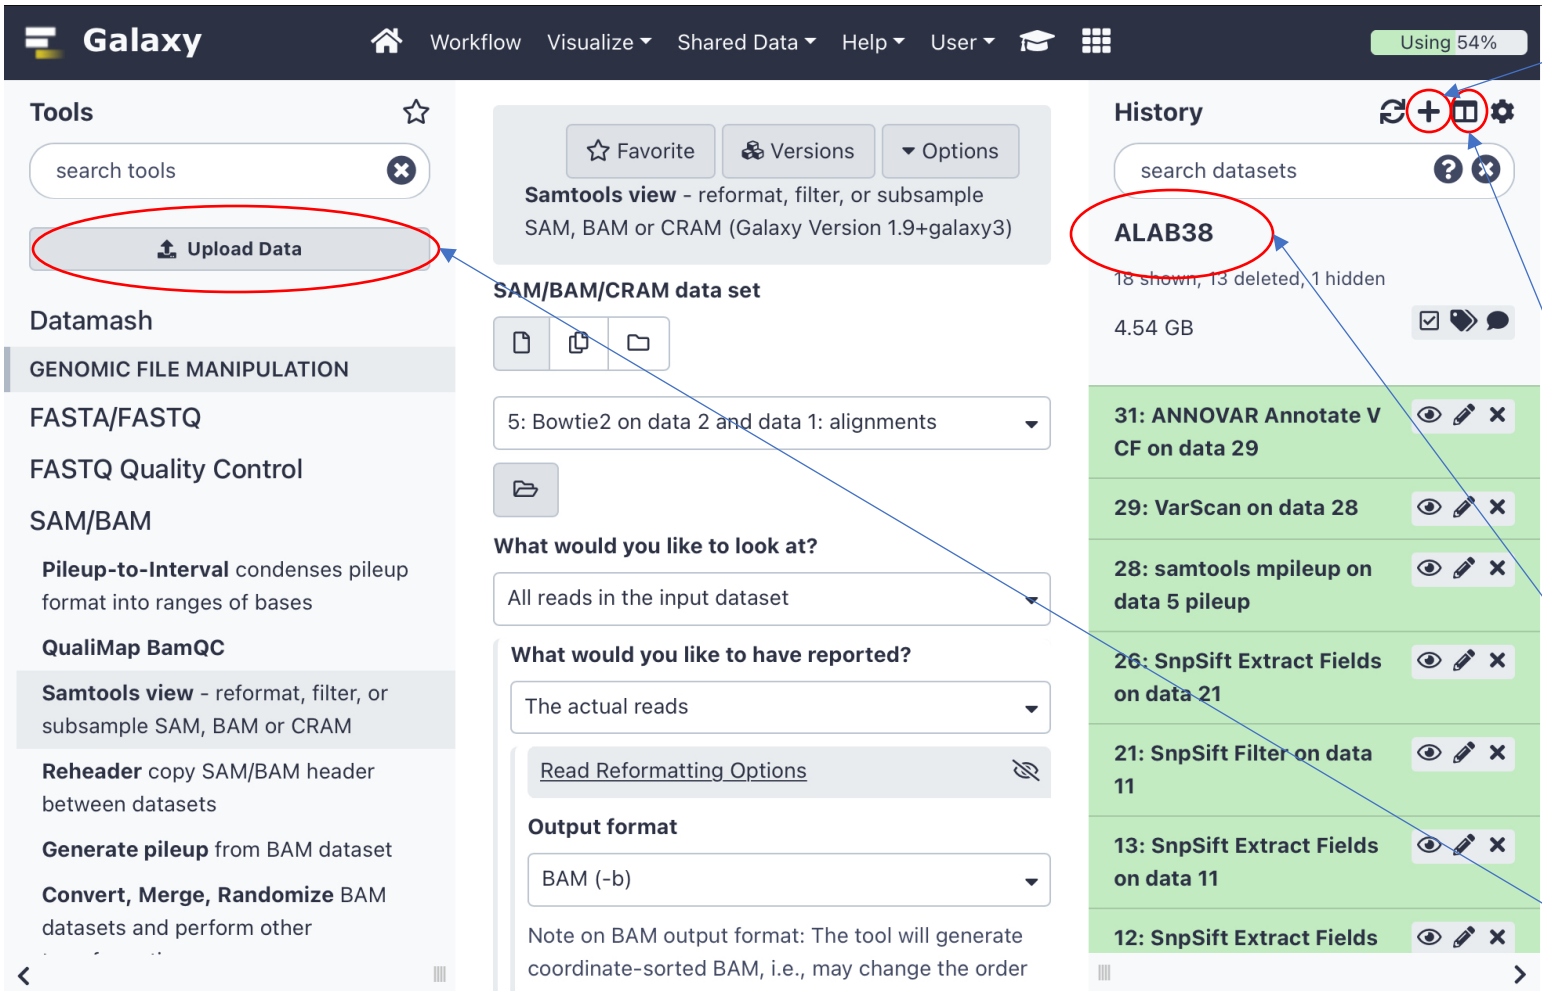 Galaxy
Workflow Visualize Shared Data Help User
Using 54%
Tools
search tools
Upload Data
Datamash
GENOMIC FILE MANIPULATION
FASTA/FASTQ
FASTQ Quality Control
SAM/BAM
Pileup-to-Interval condenses pileup
format into ranges of bases
QualiMap BamQC
Samtools view - reformat, filter, or
subsample SAM, BAM or CRAM
Reheader copy SAM/BAM header
between datasets
Generate pileup from BAM dataset
Convert, Merge, Randomize BAM
datasets and perform other
Favorite Versions Options
Samtools view - reformat, filter, or subsample
SAM, BAM or CRAM (Galaxy Version 1.9+galaxy3)
SAM/BAM/CRAM data set
5: Bowtie2 on data 2 and data 1: alignments
What would you like to look at?
All reads in the input dataset
What would you like to have reported?
The actual reads
Read Reformatting Options
Output format
BAM (-b)
Note on BAM output format: The tool will generate
coordinate-sorted BAM, i.e., may change the order
History
search datasets
ALAB38
18 shown, 13 deleted, 1 hidden
4.54 GB
31: ANNOVAR Annotate V
CF on data 29
29: VarScan on data 28
28: samtools mpileup on
data 5 pileup
26: SnpSift Extract Fields
on data 21
21: SnpSift Filter on data
11
13: SnpSift Extract Fields
on data 11
12: SnpSift Extract Fields